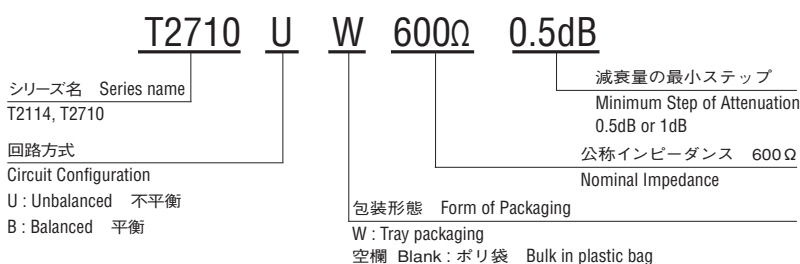 T2710 U W 600Ω 0.5dB
シリーズ名 Series name
T2114, T2710
回路方式
Circuit Configuration
U : Unbalanced 不平衡
B : Balanced 平衡
減衰量の最小ステップ
Minimum Step of Attenuation
0.5dB or 1dB
公称インピーダンス 600Ω
Nominal Impedance
包装形態 Form of Packaging
W : Tray packaging
空欄 Blank : ポリ袋 Bulk in plastic bag